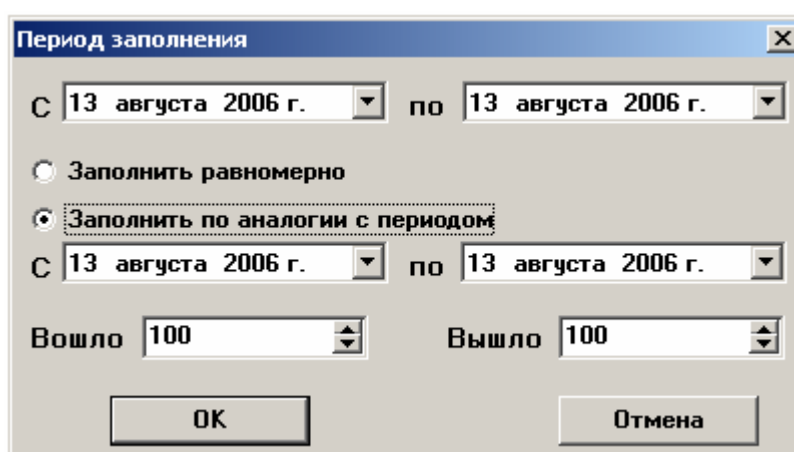 Период заполнения
С 13 августа 2006 г. по 13 августа 2006 г.
Заполнить равномерно
Заполнить по аналогии с периодом
С 13 августа 2006 г. по 13 августа 2006 г.
Вошло 100 Вышло 100
ОК Отмена